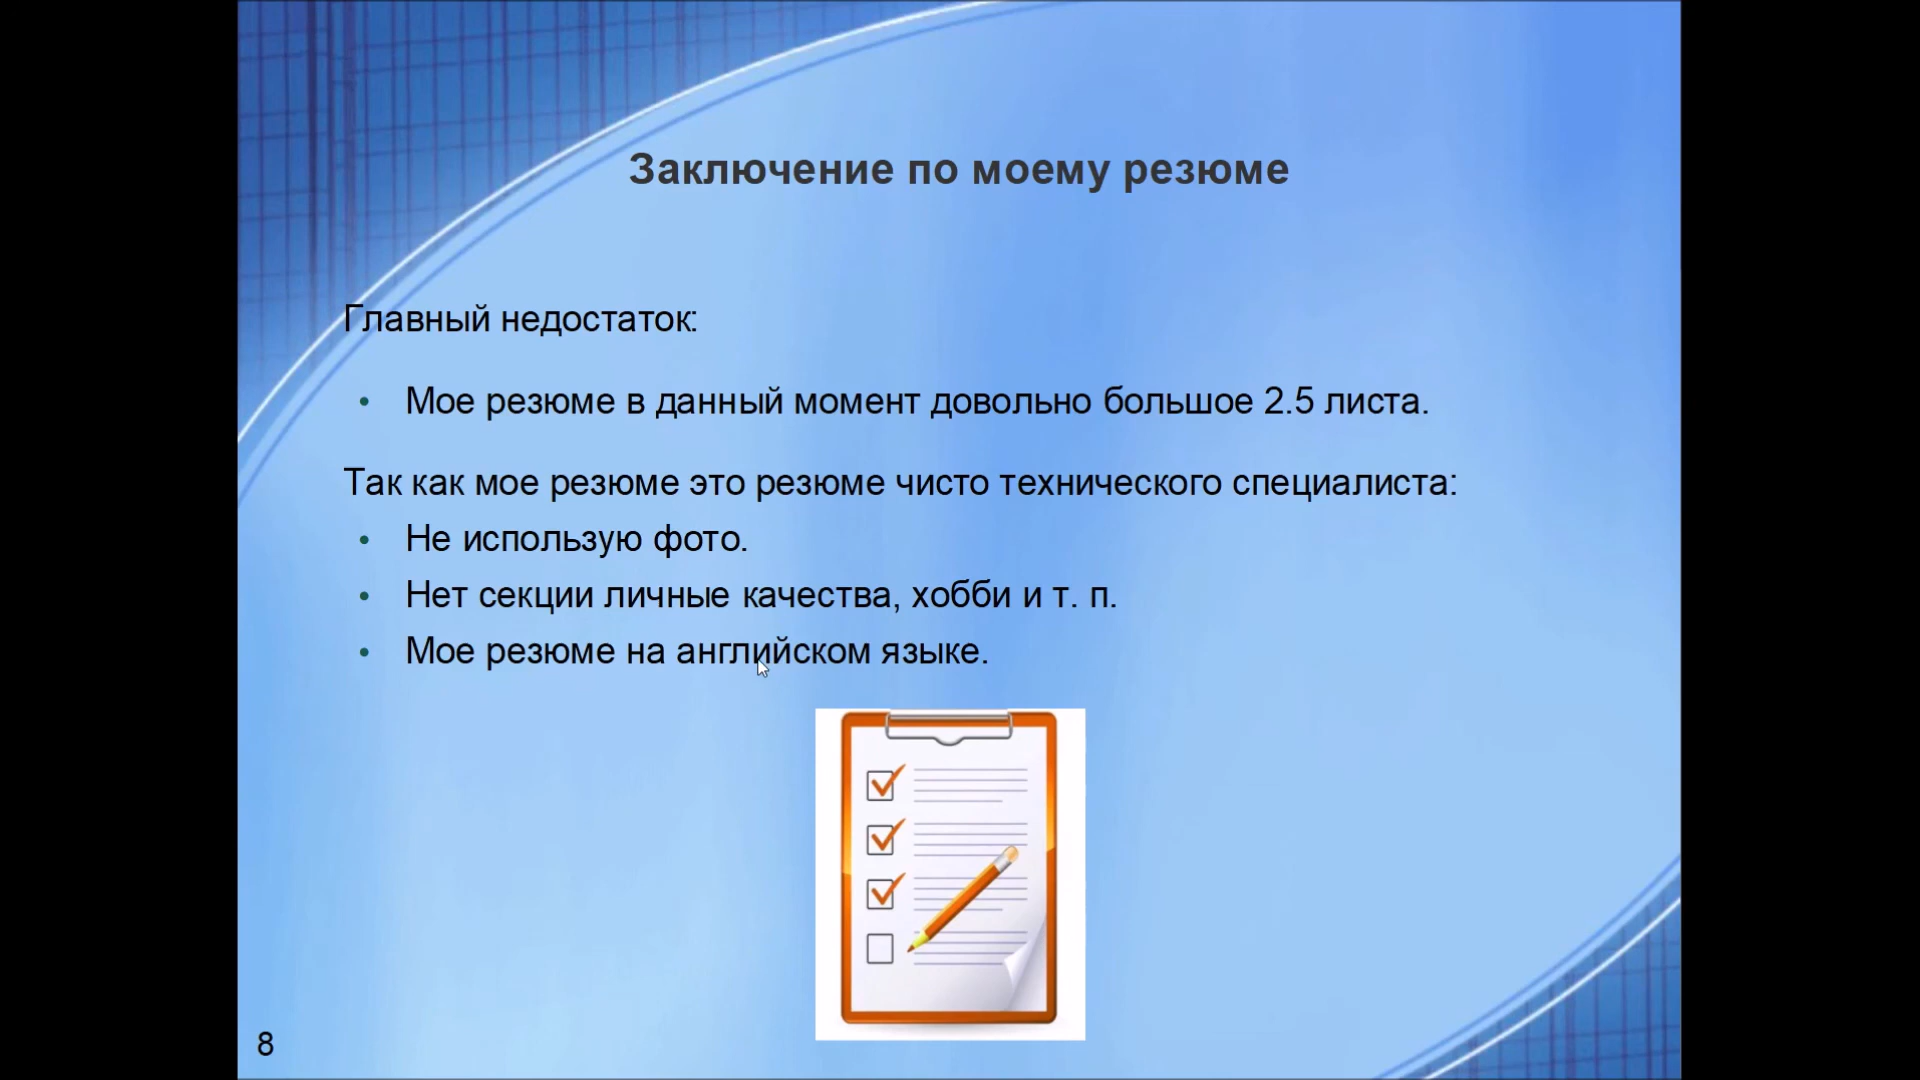 Заключение по моему резюме
Главный недостаток:
• Мое резюме в данный момент довольно большое 2.5 листа.
Так как мое резюме это резюме чисто технического специалиста:
• Не использую фото.
• Нет секции личные качества, хобби и т. п.
• Мое резюме на английском языке.
8